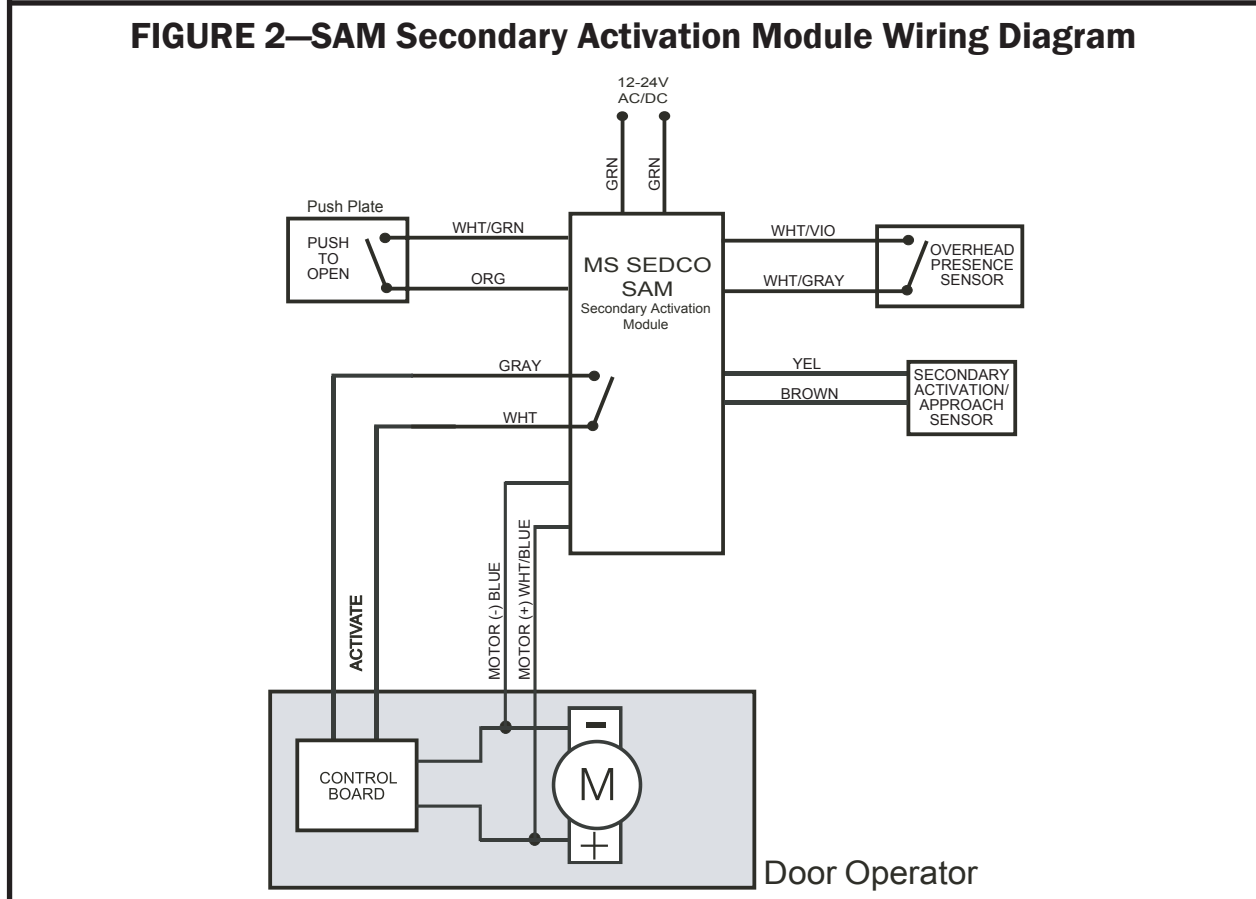 FIGURE 2—SAM Secondary Activation Module Wiring Diagram
12-24V
AC/DC
GRN
GRN
Push Plate
PUSH
TO
OPEN
WHT/GRN
ORG
MS SEDCO
SAM
Secondary Activation
Module
WHT/VIO
WHT/GRAY
OVERHEAD
PRESENCE
SENSOR
GRAY
WHT
YEL
BROWN
SECONDARY
ACTIVATION/
APPROACH
SENSOR
ACTIVATE
MOTOR (-) BLUE
MOTOR (+) WHT/BLUE
CONTROL
BOARD
-
M
+
Door Operator